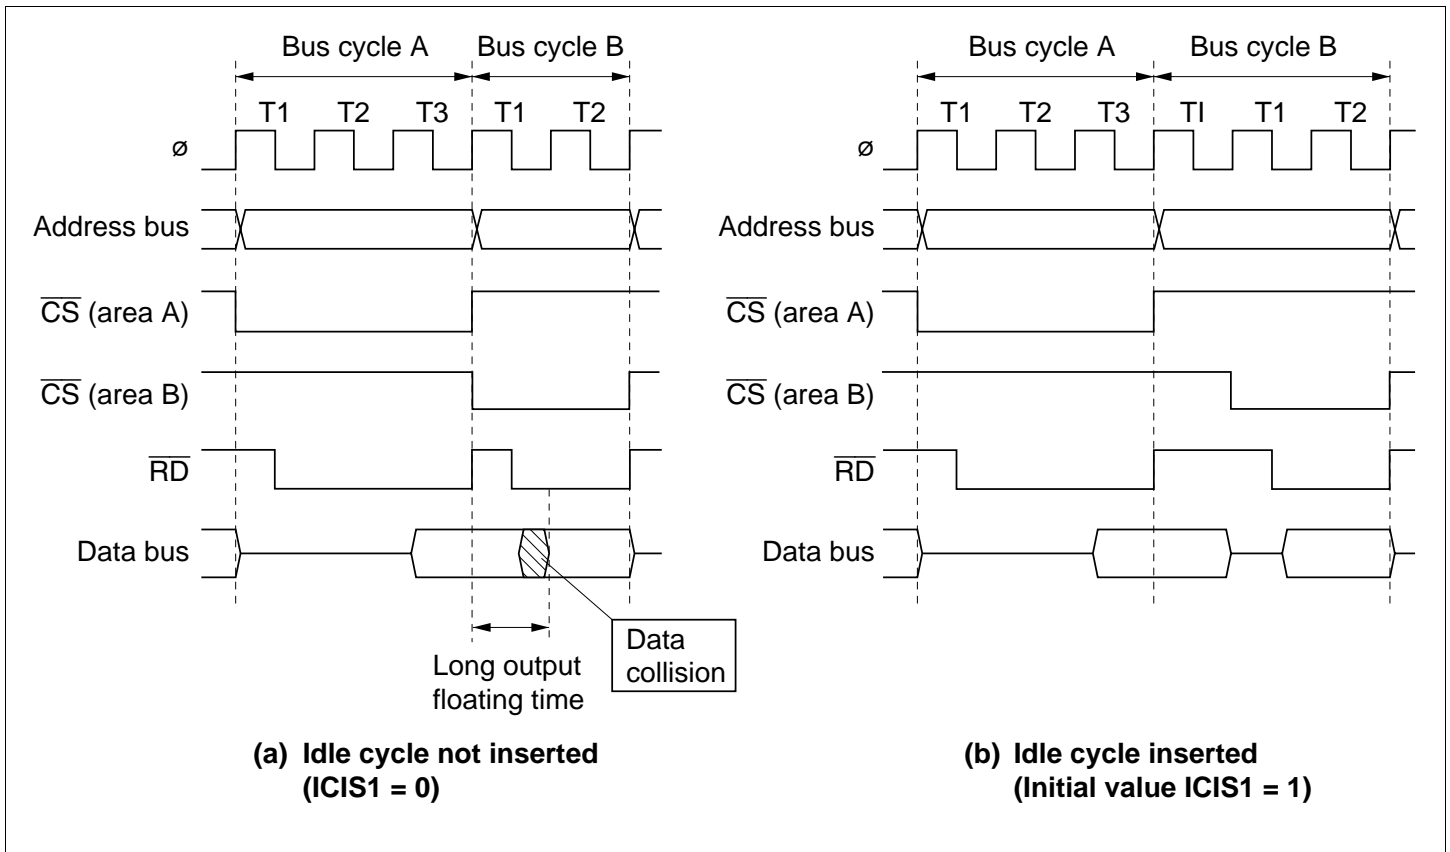 Bus cycle A Bus cycle B
T1 T2 T3 T1 T2
ø
Address bus
CS (area A)
CS (area B)
RD
Data bus
Long output
floating time
Data
collision
(a) Idle cycle not inserted
(ICIS1 = 0)
Bus cycle A Bus cycle B
T1 T2 T3 TI T1 T2
ø
Address bus
CS (area A)
CS (area B)
RD
Data bus
(b) Idle cycle inserted
(Initial value ICIS1 = 1)